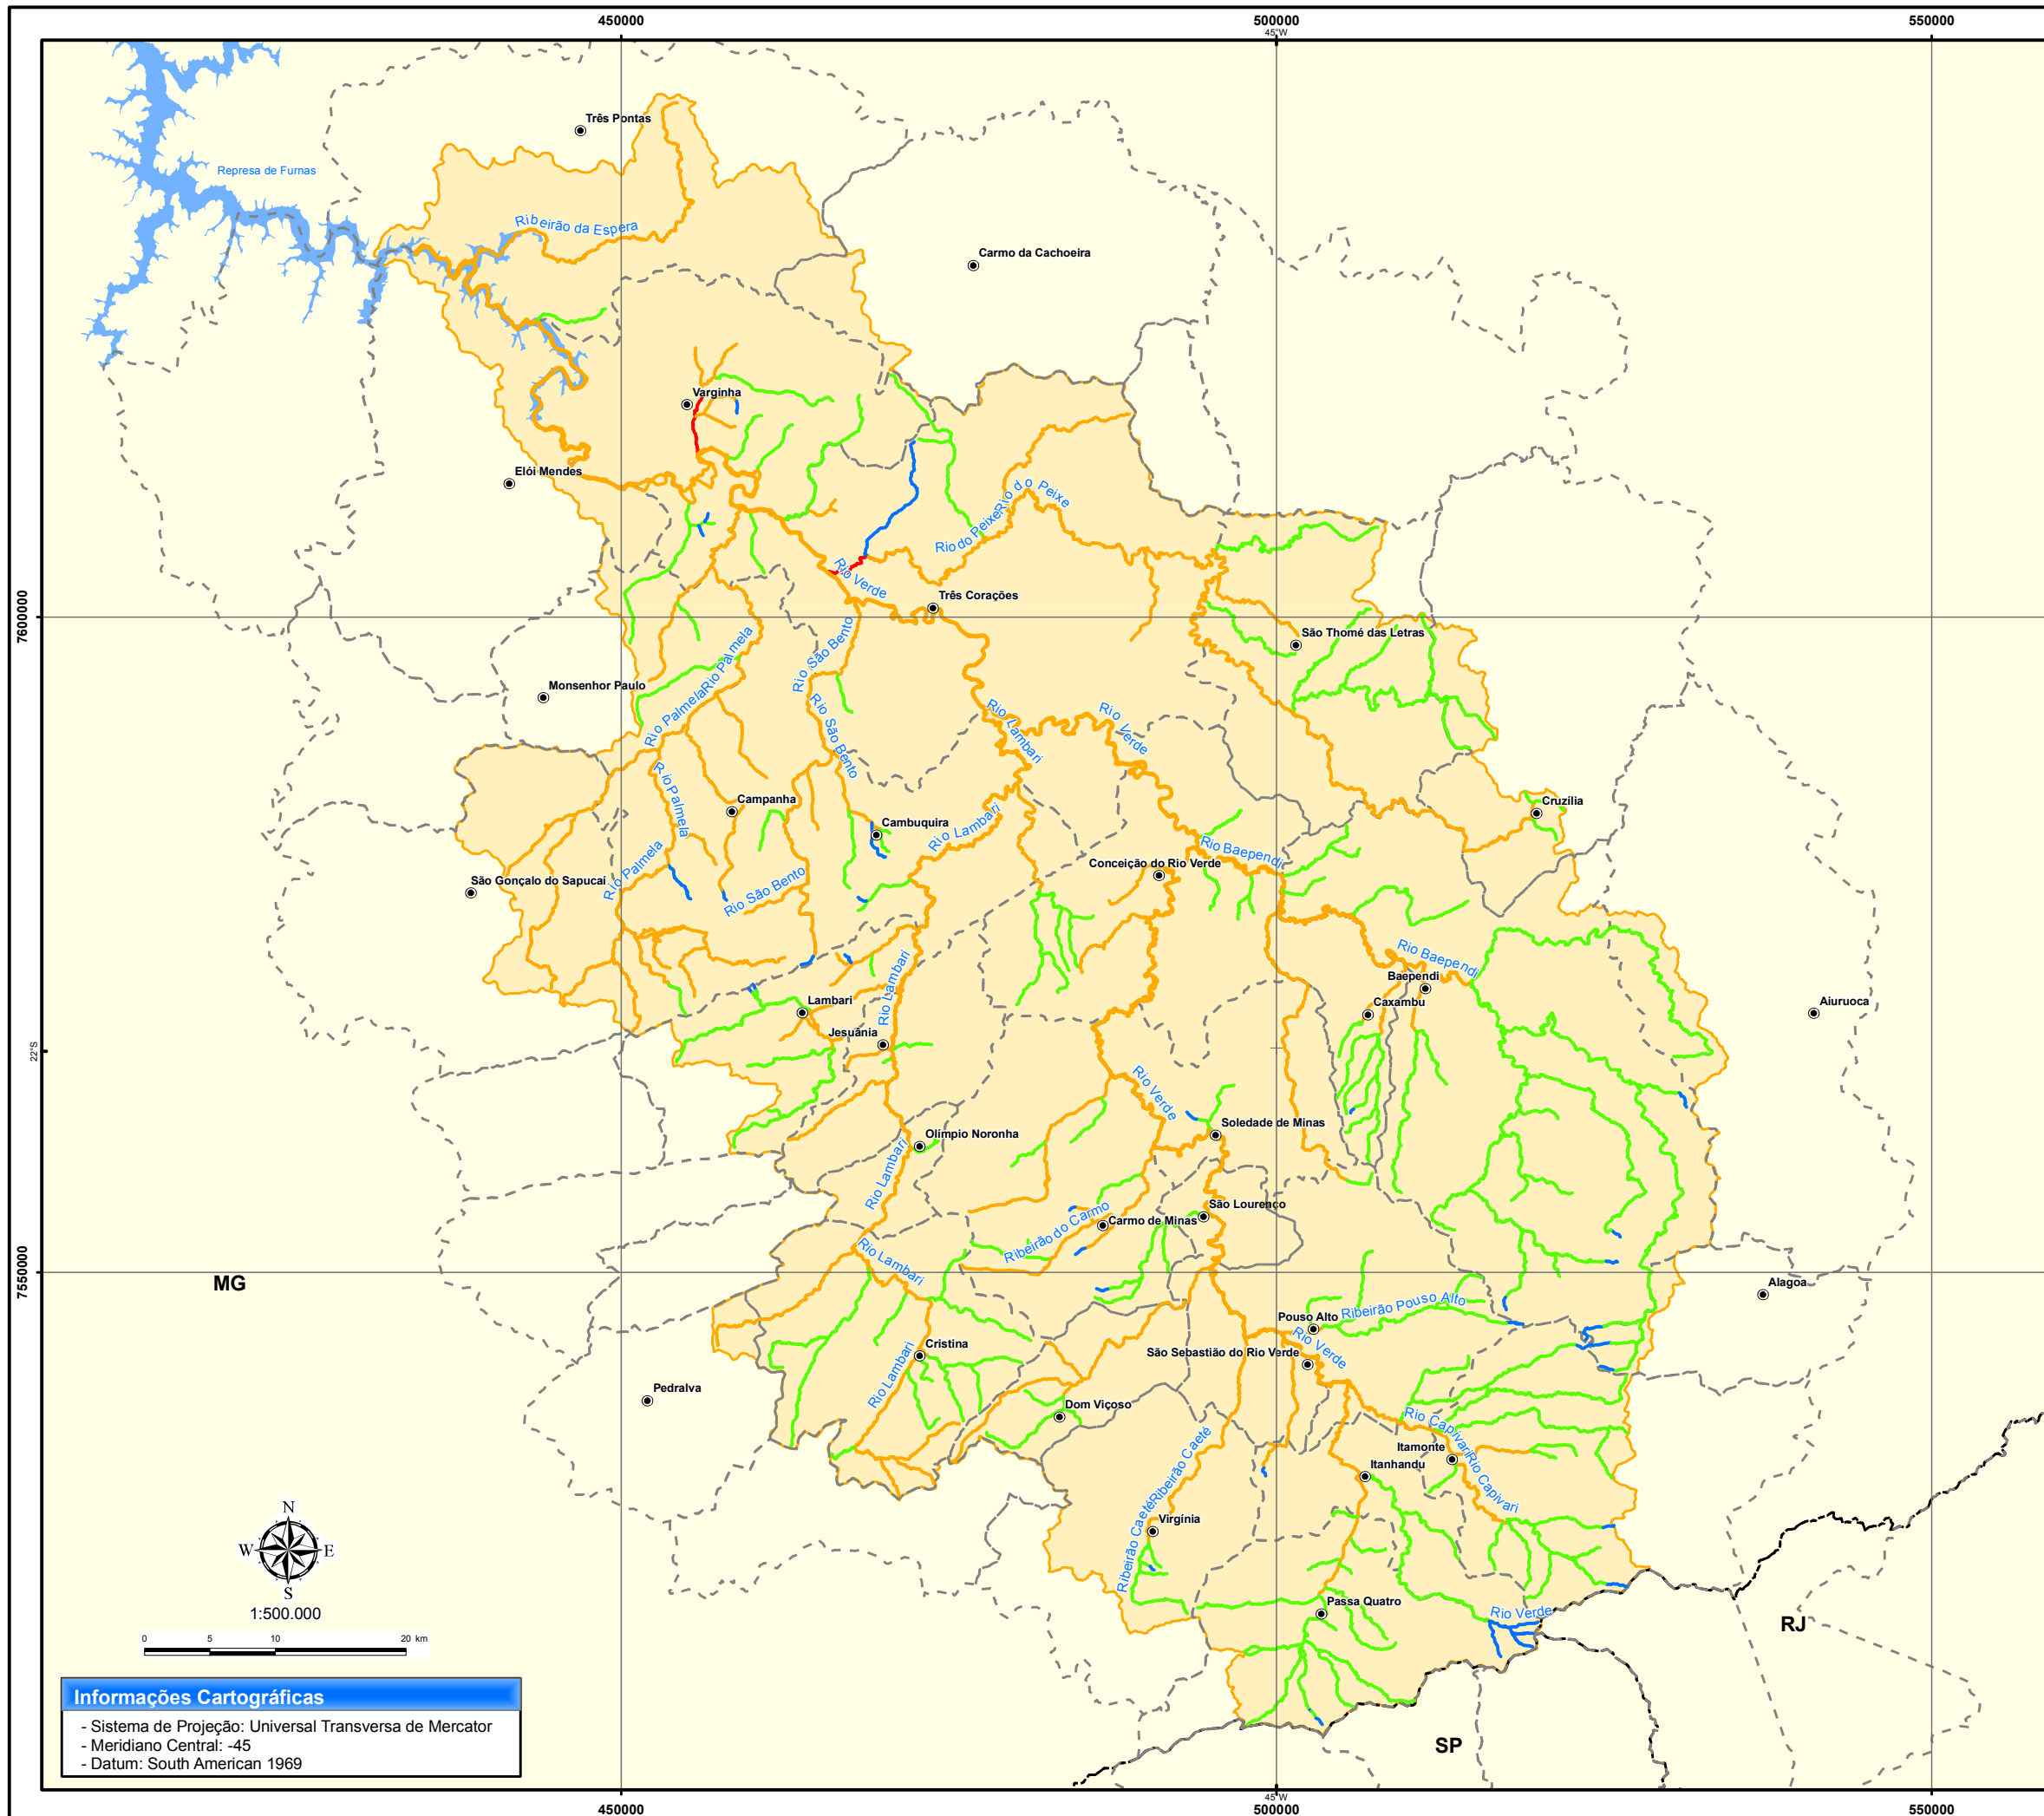 450000
500000
550000
45°W
Três Pontas
Represa de Furnas
Ribeirão da Espera
Carmo da Cachoeira
Varginha
Elói Mendes
Rio do Peixe
Rio do Peixe
Rio Verde
Três Corações
7600000
São Thomé das Letras
Rio São Bento
Rio Palmela
Monsenhor Paulo
Rio Palmela
Rio São Bento
Rio Lambari
Rio Verde
Rio Palmela
Campanha
Cambuquira
Rio Lambari
Cruzília
Rio Baependi
Conceição do Rio Verde
Rio Palmela
São Gonçalo do Sapucaí
Rio São Bento
Rio Baependi
Baependi
Rio Lambari
Lambari
Caxambu
Aiuruoca
Jesuânia
22°S
Rio Verde
Soledade de Minas
Olímpio Noronha
Rio Lambari
São Lourenço
Carmo de Minas
Ribeirão do Carmo
Rio Lambari
7550000
MG
Alagoa
Ribeirão Pouso Alto
Pouso Alto
Rio Verde
São Sebastião do Rio Verde
Cristina
Rio Lambari
Pedralva
Dom Viçoso
Rio Capivari
Itamonte
Itanhandu
Rio Capivari
Ribeirão Caeté
Ribeirão Caeté
Virgínia
Passa Quatro
Rio Verde
RJ
SP
N
W
E
S
1:500.000
0 5 10 20 km
Informações Cartográficas
- Sistema de Projeção: Universal Transversa de Mercator
- Meridiano Central: -45
- Datum: South American 1969
45°W
450000
500000
550000